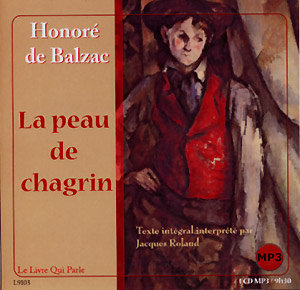 Honoré
de Balzac
La peau
de
chagrin
Texte intégral interprété par
Jacques Roland
MP3
Le Livre Qui Parle
L9103
1 CD MP3 / 9h30